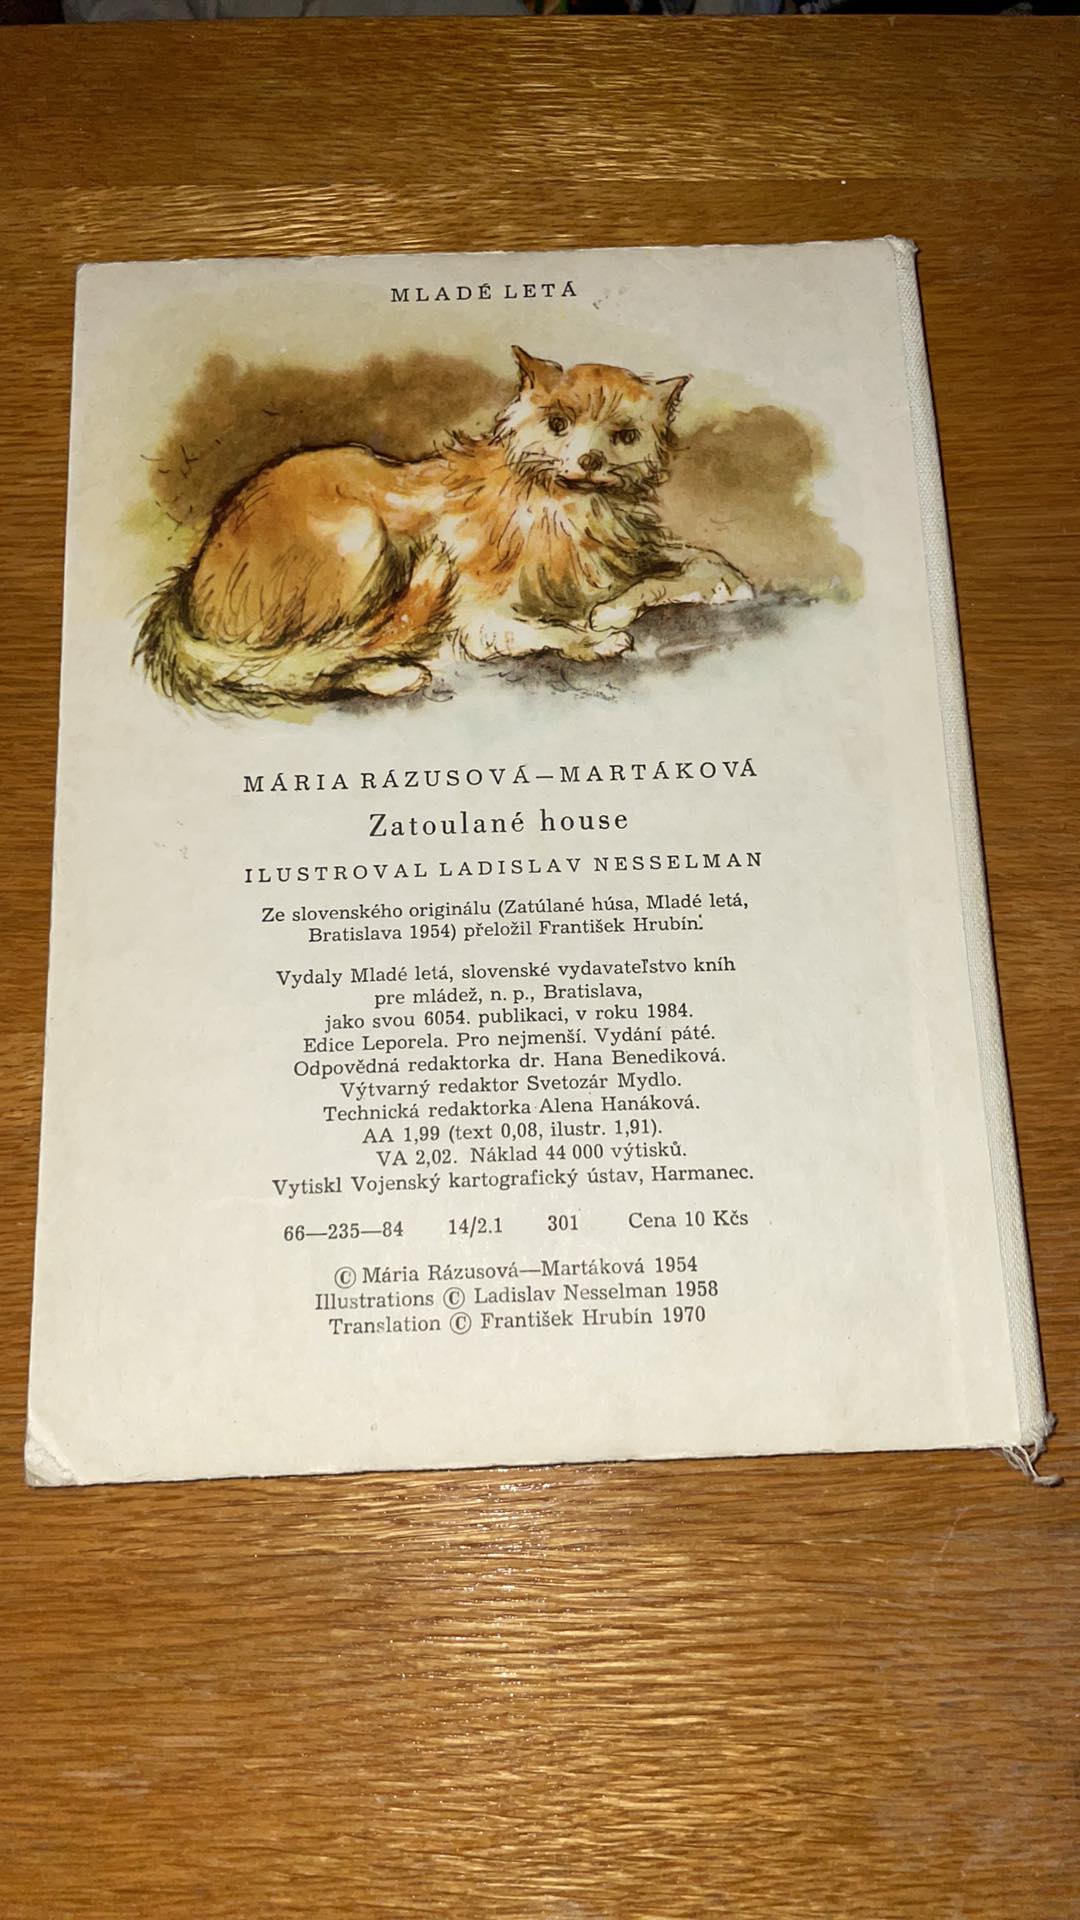 MLADÉ LETÁ
MÁRIA RÁZUSOVÁ—MARTÁKOVÁ
Zatoulané house
ILUSTROVAL LADISLAV NESSELMAN
Ze slovenského originálu (Zatúlané húsa, Mladé letá,
Bratislava 1954) přeložil František Hrubín.
Vydaly Mladé letá, slovenské vydavateľstvo kníh
pre mládež, n. p., Bratislava,
jako svou 6054. publikaci, v roku 1984.
Edice Leporela. Pro nejmenší. Vydání páté.
Odpovědná redaktorka dr. Hana Benediková.
Výtvarný redaktor Svetozár Mydlo.
Technická redaktorka Alena Hanáková.
AA 1,99 (text 0,08, ilustr. 1,91).
VA 2,02. Náklad 44 000 výtisků.
Vytiskl Vojenský kartografický ústav, Harmanec.
66—235—84 14/2.1 301 Cena 10 Kčs
© Mária Rázusová—Martáková 1954
Illustrations © Ladislav Nesselman 1958
Translation © František Hrubín 1970